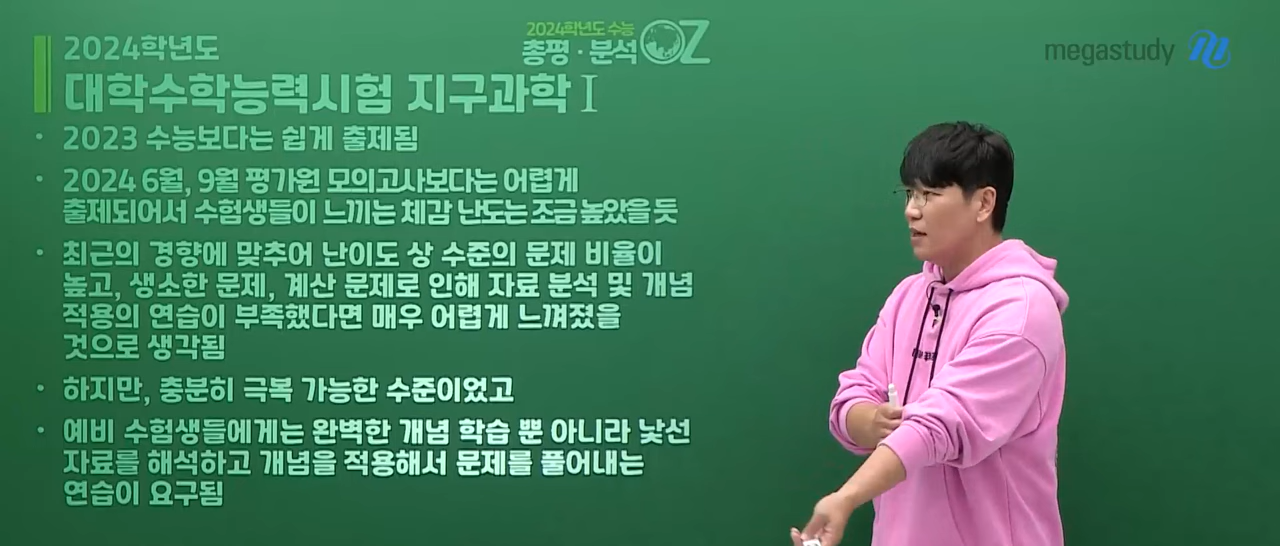 2024학년도
대학수학능력시험 지구과학 I
2024학년도 수능
총평 · 분석 OZ
megastudy
• 2023 수능보다는 쉽게 출제됨
• 2024 6월, 9월 평가원 모의고사보다는 어렵게
출제되어서 수험생들이 느끼는 체감 난도는 조금 높았을 듯
• 최근의 경향에 맞추어 난이도 상 수준의 문제 비율이
높고, 생소한 문제, 계산 문제로 인해 자료 분석 및 개념
적용의 연습이 부족했다면 매우 어렵게 느껴졌을
것으로 생각됨
• 하지만, 충분히 극복 가능한 수준이었고
• 예비 수험생들에게는 완벽한 개념 학습 뿐 아니라 낯선
자료를 해석하고 개념을 적용해서 문제를 풀어내는
연습이 요구됨